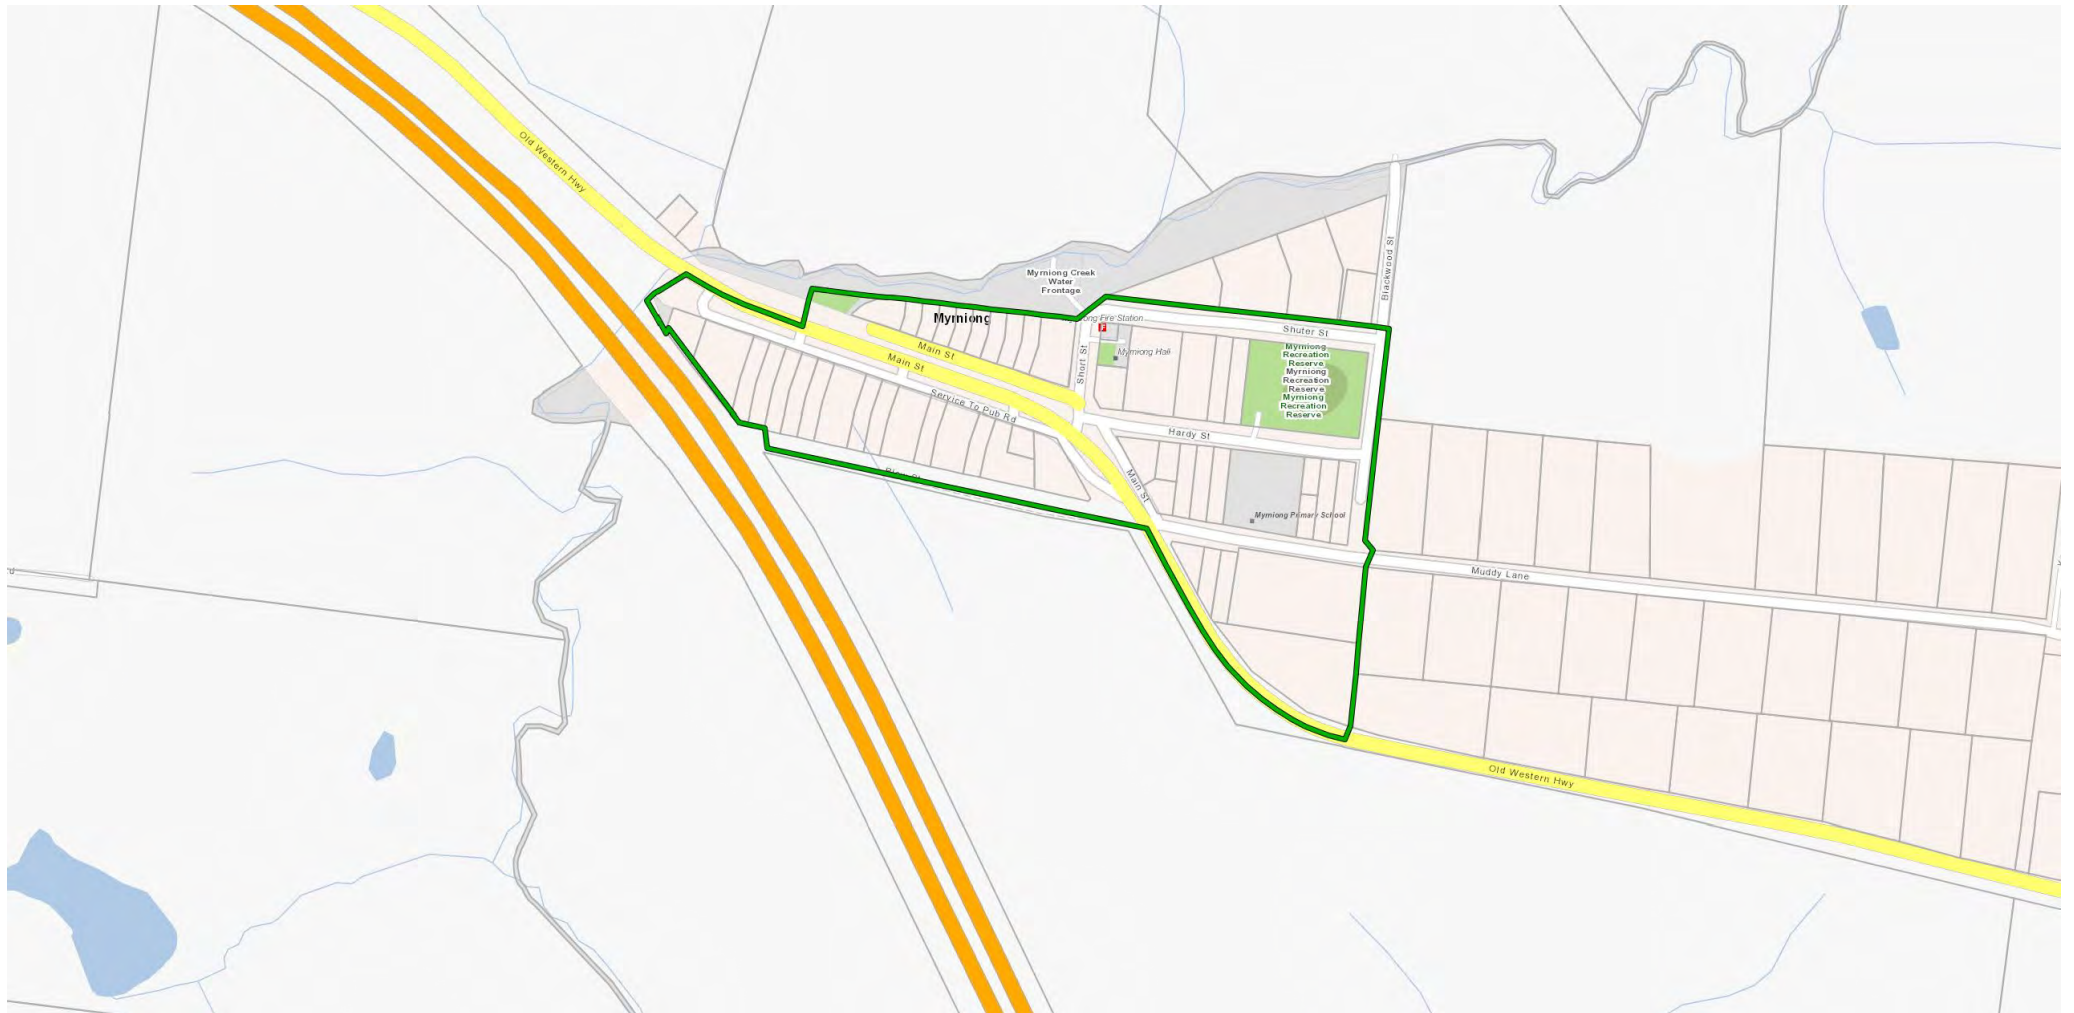 Old Western Hwy
Blackwood St
Myrniong Creek
Water
Frontage
Myrniong
Fire Station
F
Shuter St
Main St
Main St
Short St
Myrniong Hall
Myrniong
Recreation
Reserve
Myrniong
Recreation
Reserve
Myrniong
Recreation
Reserve
Service To Pub Rd
Hardy St
Main St
Myrniong Primary School
Muddy Lane
Old Western Hwy